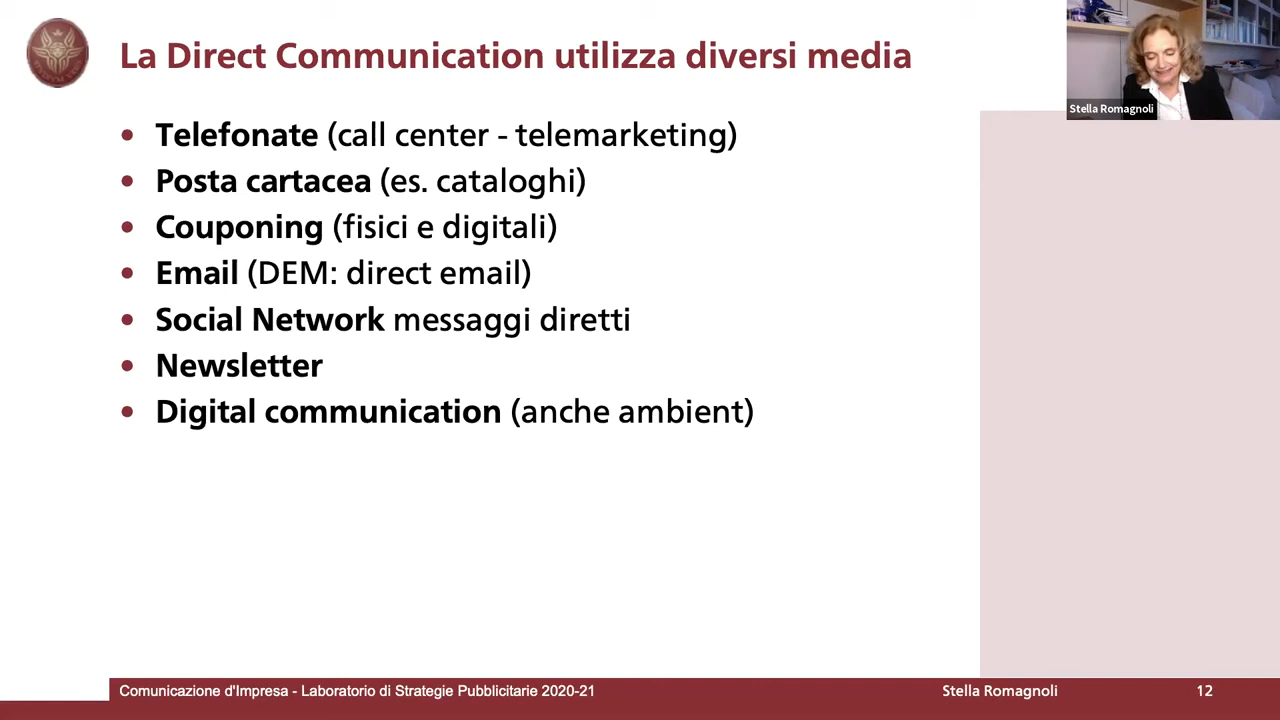 La Direct Communication utilizza diversi media
Stella Romagnoli
• Telefonate (call center - telemarketing)
• Posta cartacea (es. cataloghi)
• Couponing (fisici e digitali)
• Email (DEM: direct email)
• Social Network messaggi diretti
• Newsletter
• Digital communication (anche ambient)
Comunicazione d'Impresa - Laboratorio di Strategie Pubblicitarie 2020-21
Stella Romagnoli
12